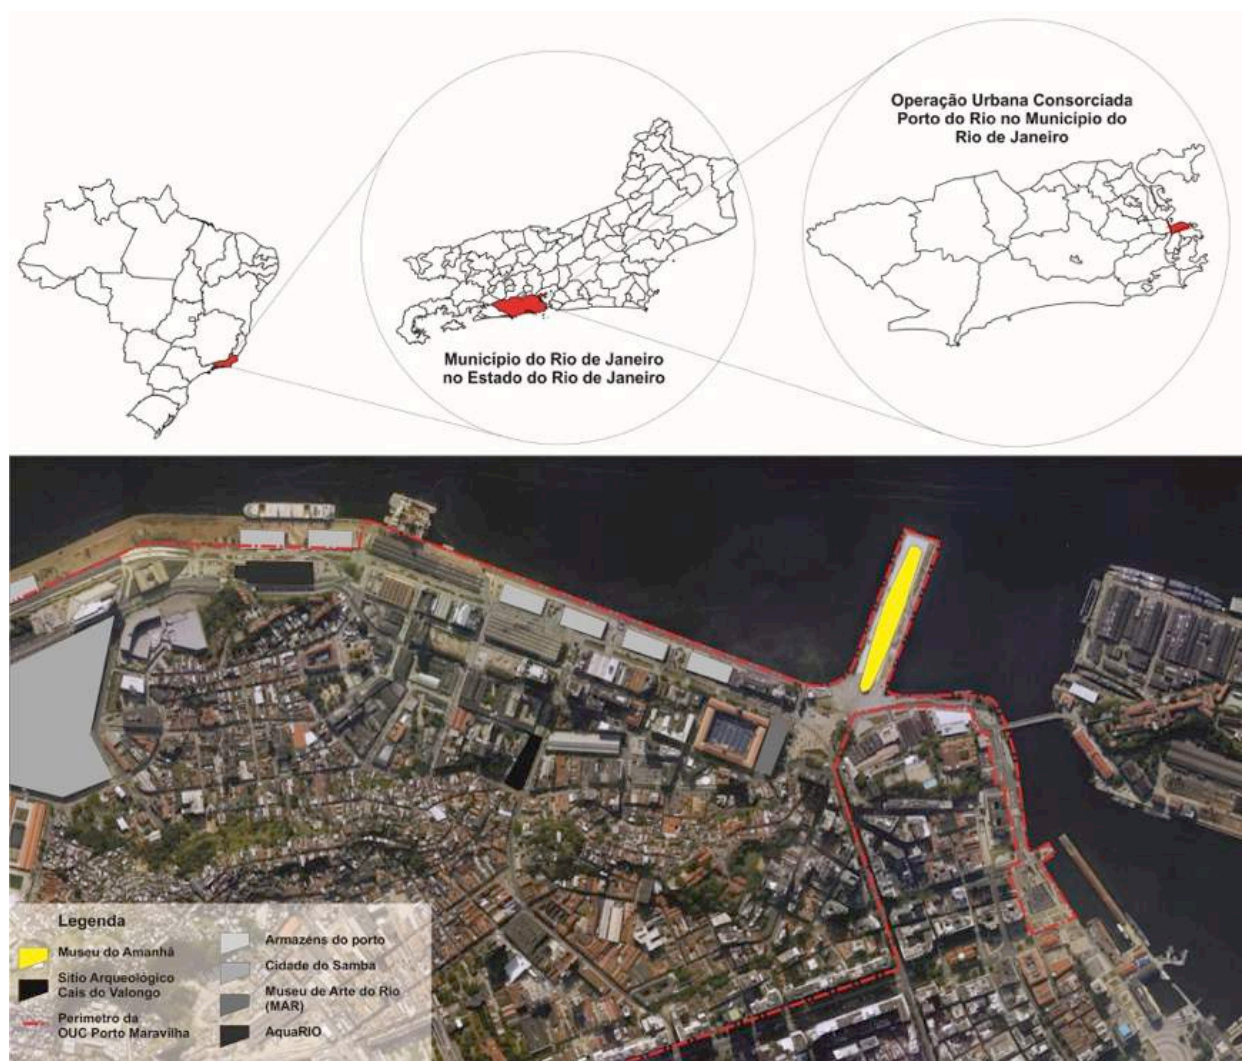 Operação Urbana Consorciada
Porto do Rio no Município do
Rio de Janeiro
Município do Rio de Janeiro
no Estado do Rio de Janeiro
Legenda
Museu do Amanhã
Sítio Arqueológico
Cais do Valongo
Perímetro da
OUC Porto Maravilha
Armazéns do porto
Cidade do Samba
Museu de Arte do Rio
(MAR)
AquaRIO